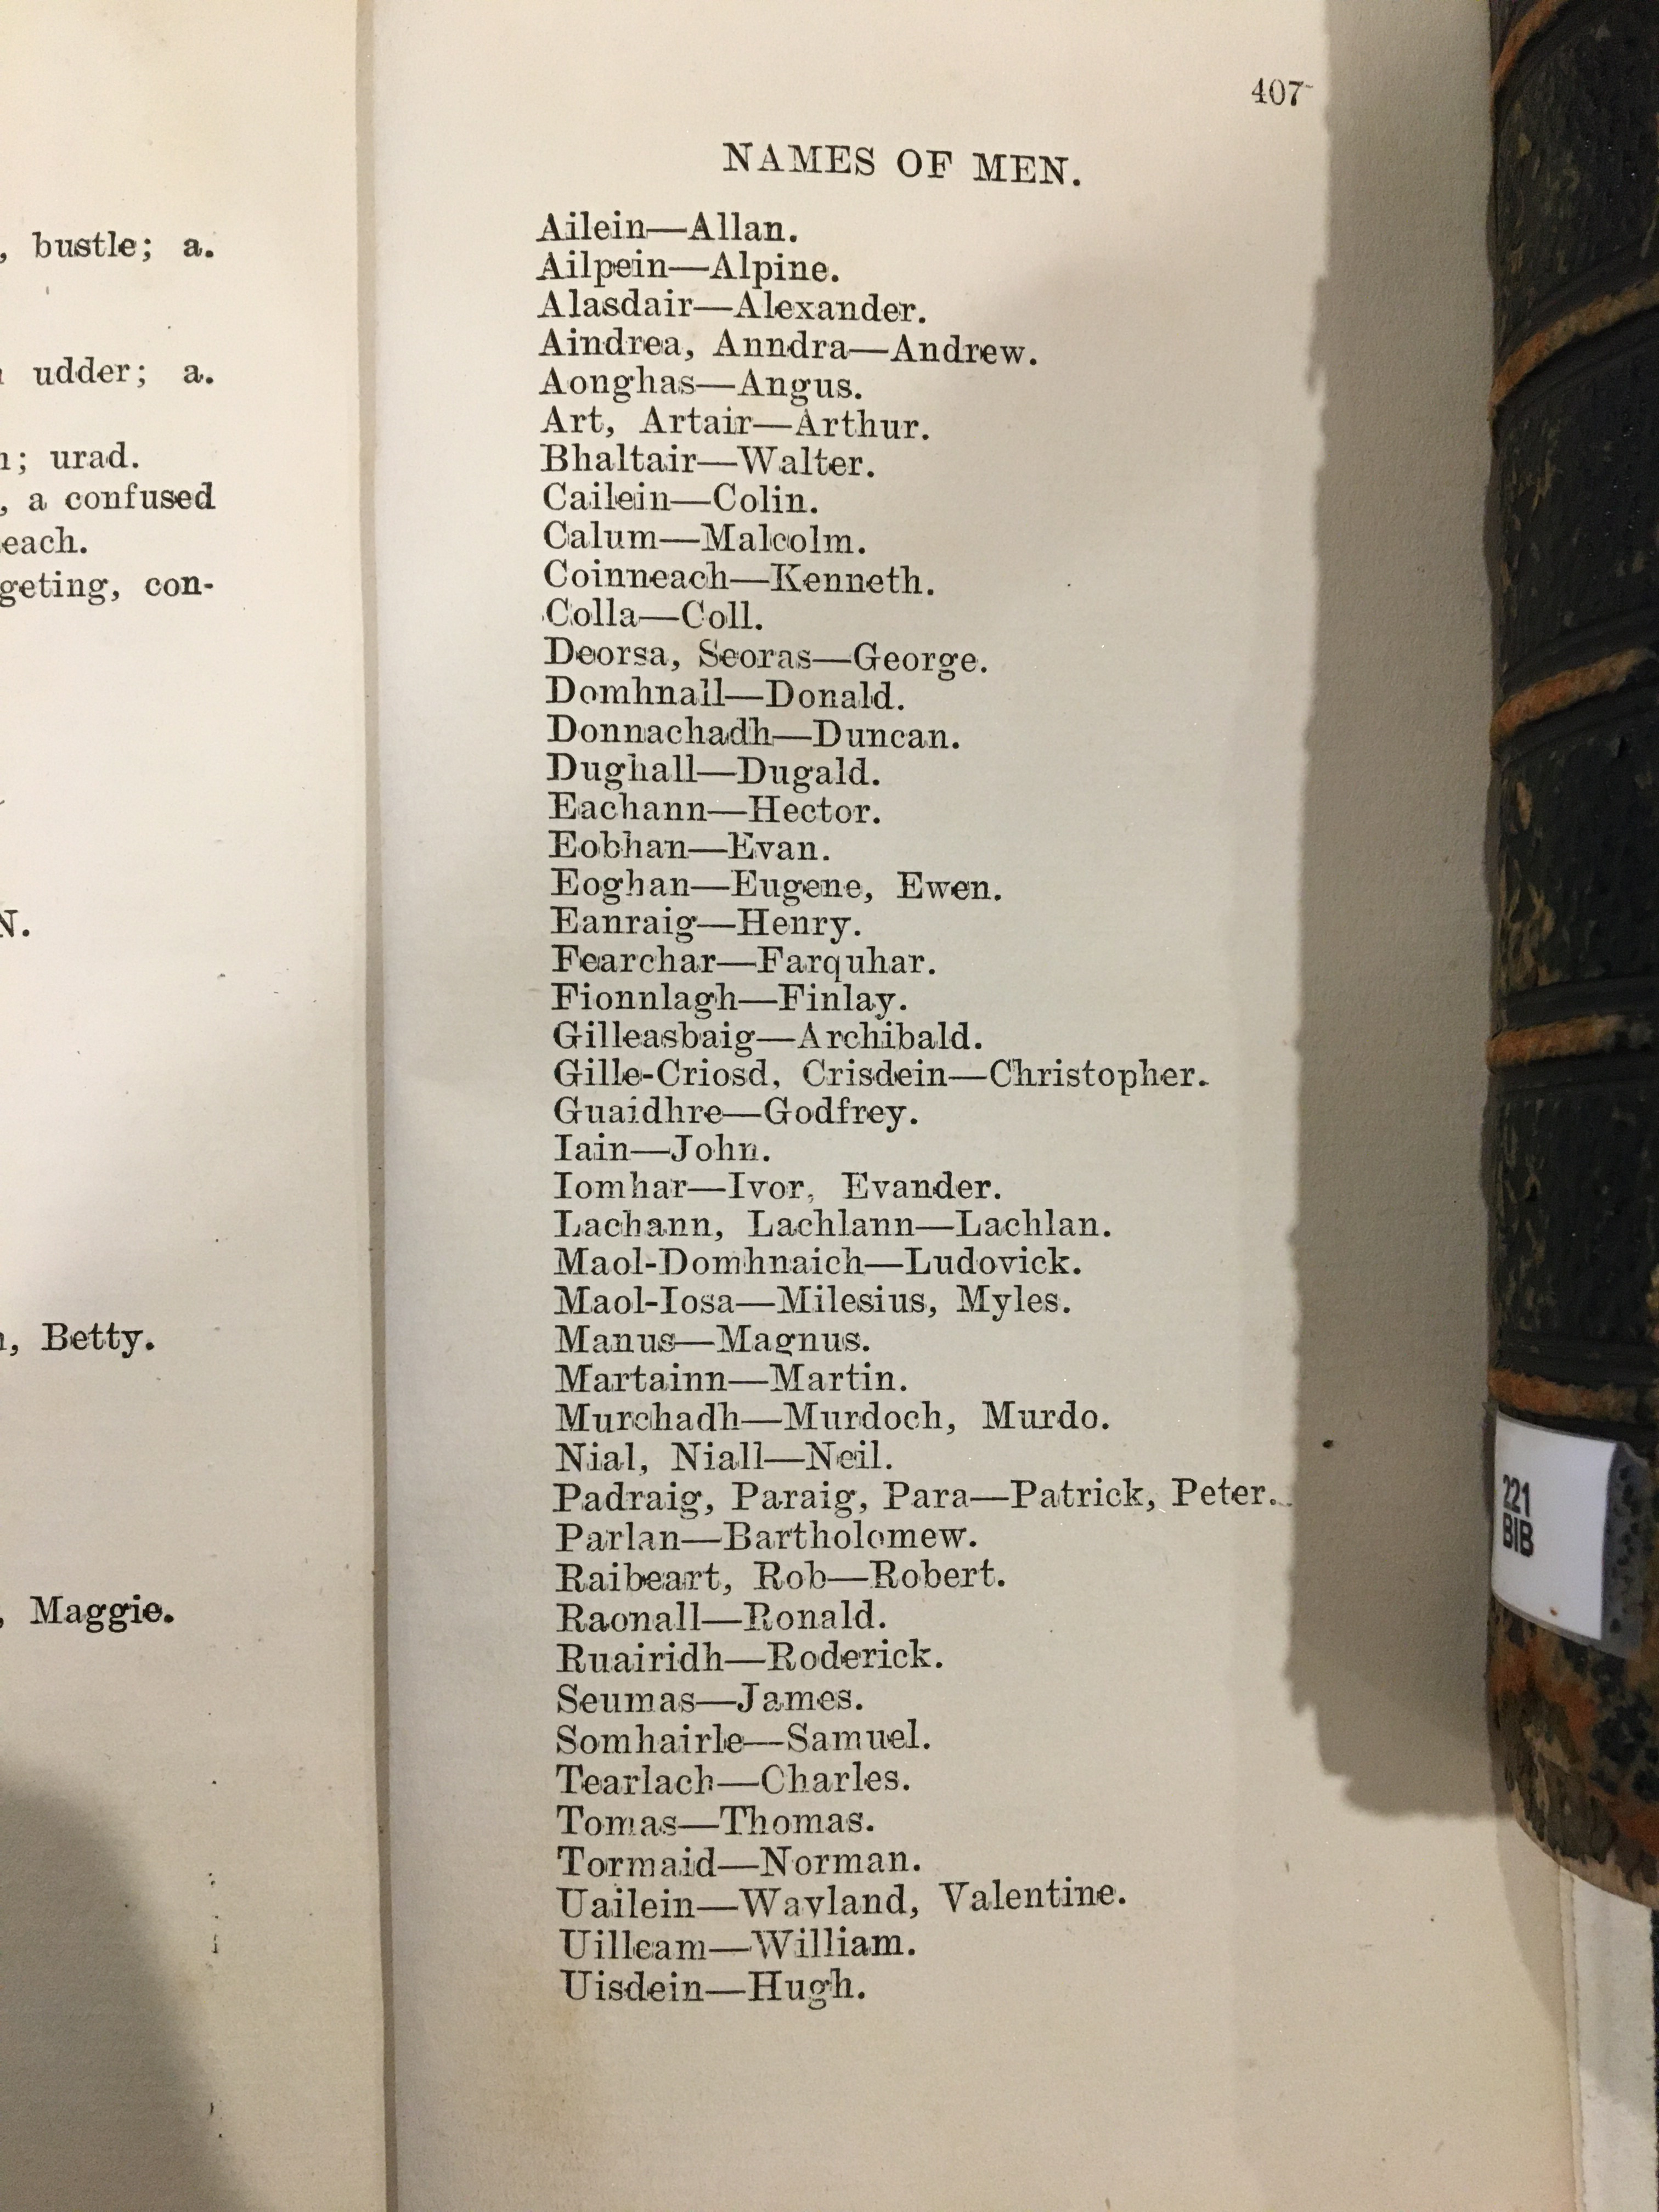 , bustle; a.
udder; a.
; urad.
, a confused
each.
geting, con-
N.
, Betty.
, Maggie.
407
NAMES OF MEN.
Ailein—Allan.
Ailpein—Alpine.
Alasdair—Alexander.
Aindrea, Anndra—Andrew.
Aonghas—Angus.
Art, Artair—Arthur.
Bhaltair—Walter.
Cailein—Colin.
Calum—Malcolm.
Coinneach—Kenneth.
Colla—Coll.
Deorsa, Seoras—George.
Domhnall—Donald.
Donnachadh—Duncan.
Dughall—Dugald.
Eachann—Hector.
Eobhan—Evan.
Eoghan—Eugene, Ewen.
Eanraig—Henry.
Fearchar—Farquhar.
Fionnlagh—Finlay.
Gilleasbaig—Archibald.
Gille-Criosd, Crisdein—Christopher.
Guaidhre—Godfrey.
Iain—John.
Iomhar—Ivor, Evander.
Lachann, Lachlann—Lachlan.
Maol-Domhnaich—Ludovick.
Maol-Iosa—Milesius, Myles.
Manus—Magnus.
Martainn—Martin.
Murchadh—Murdoch, Murdo.
Nial, Niall—Neil.
Padraig, Paraig, Para—Patrick, Peter.
Parlan—Bartholomew.
Raibeart, Rob—Robert.
Raonall—Ronald.
Ruairidh—Roderick.
Seumas—James.
Somhairle—Samuel.
Tearlach—Charles.
Tomas—Thomas.
Tormaid—Norman.
Uailein—Wayland, Valentine.
Uilleam—William.
Uisdein—Hugh.
221
BIB